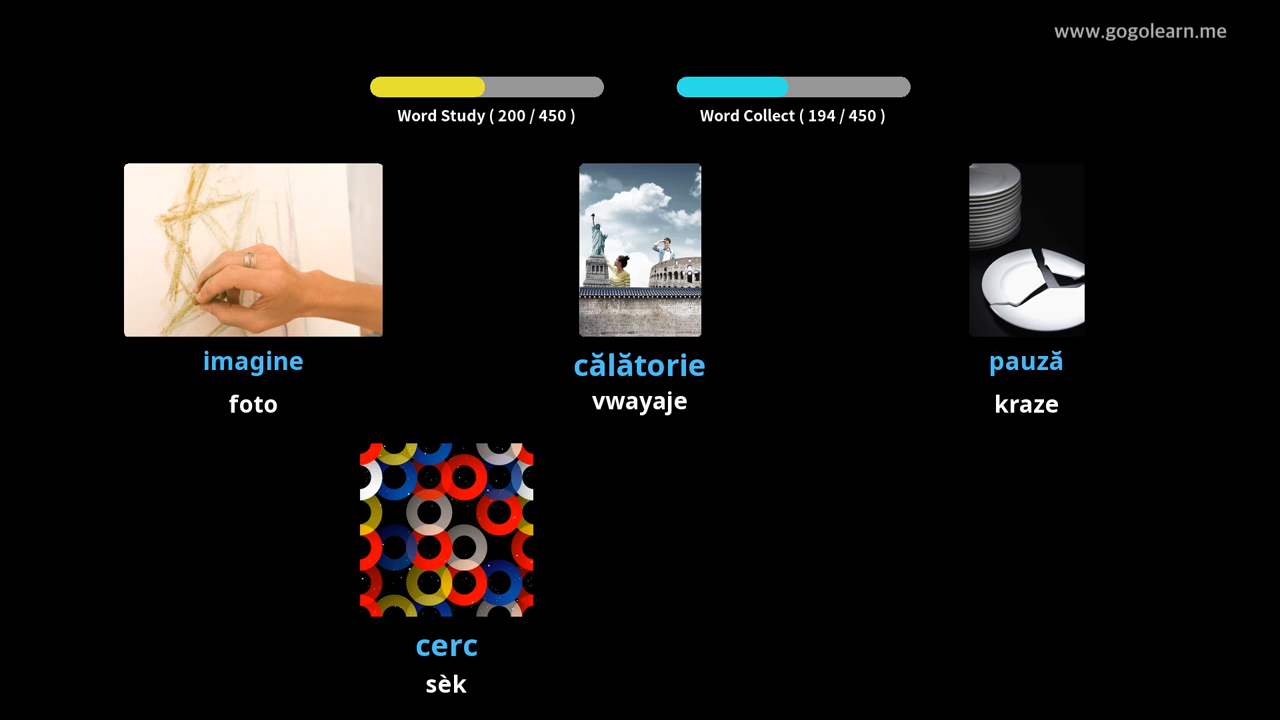 www.gogolearn.me
Word Study ( 200 / 450 )
Word Collect ( 194 / 450 )
imagine
foto
călătorie
vwayaje
pauză
kraze
cerc
sèk